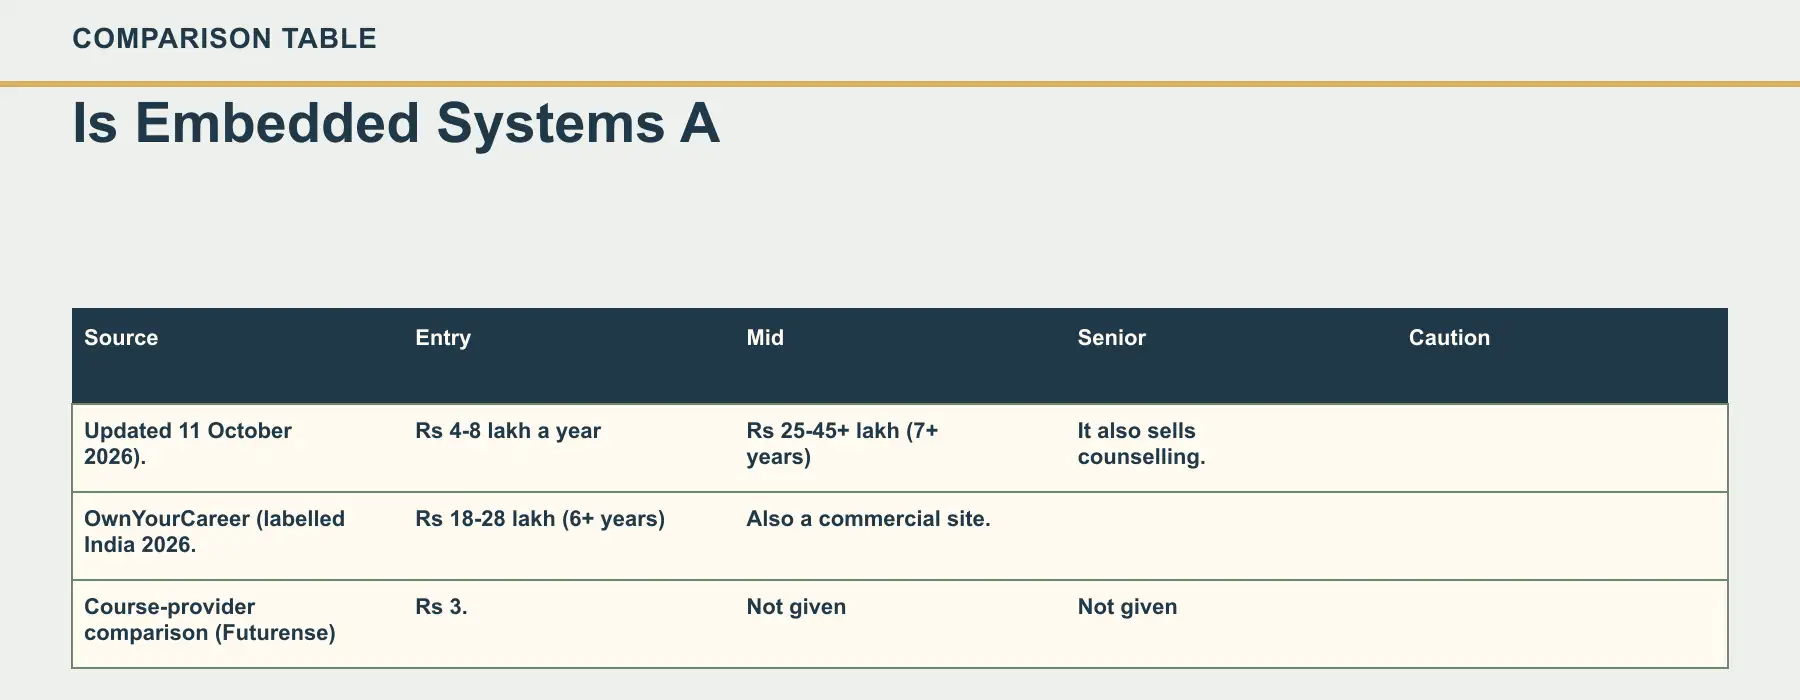 COMPARISON TABLE
Is Embedded Systems A
Source Entry Mid Senior Caution
Updated 11 October
2026).
Rs 4-8 lakh a year
Rs 25-45+ lakh (7+
years)
It also sells
counselling.
OwnYourCareer (labelled
India 2026.
Rs 18-28 lakh (6+ years)
Also a commercial site.
Course-provider
comparison (Futurense)
Rs 3.
Not given
Not given